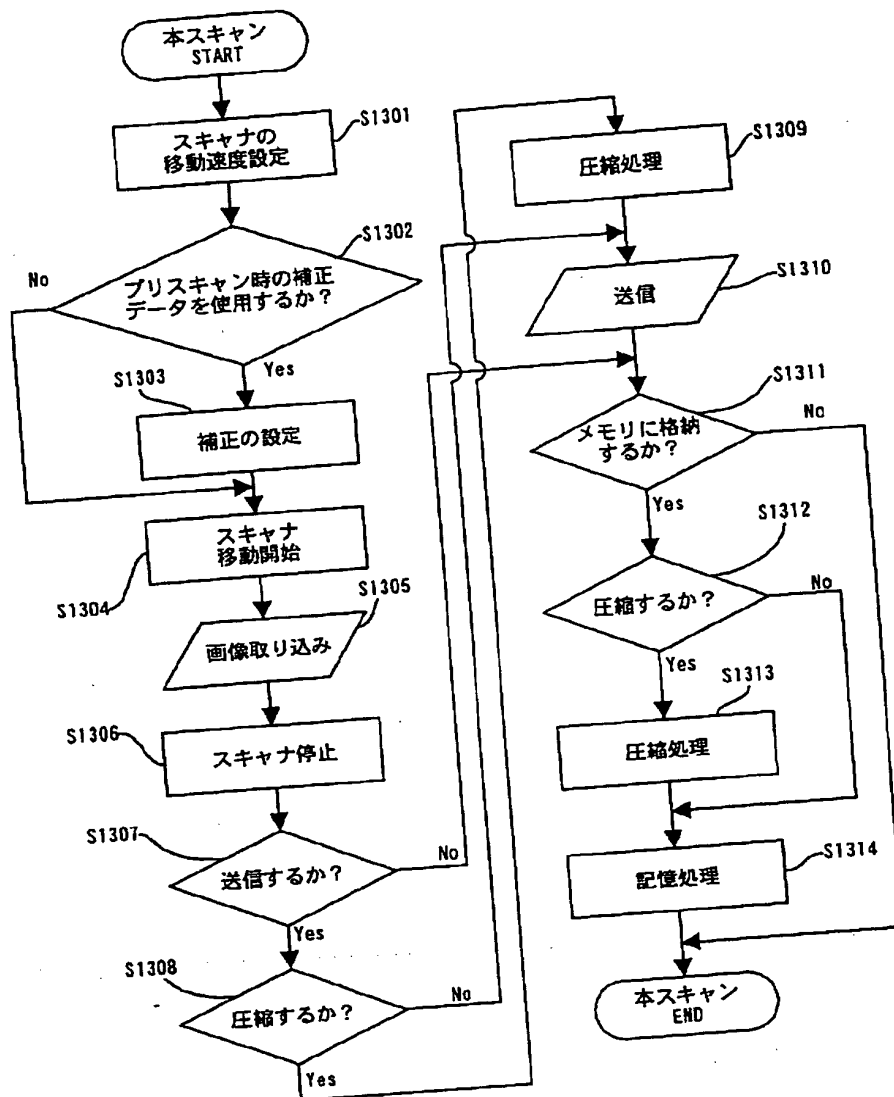 本スキャン
START
スキャナの
移動速度設定
S1301
プリスキャン時の補正
データを使用するか？
S1302
No
Yes
S1303
補正の設定
スキャナ
移動開始
S1304
S1305
画像取り込み
S1306
スキャナ停止
S1307
送信するか？
No
Yes
S1308
圧縮するか？
No
Yes
S1309
圧縮処理
送信
S1310
S1311
メモリに格納
するか？
No
Yes
S1312
圧縮するか？
No
Yes
S1313
圧縮処理
記憶処理
S1314
本スキャン
END